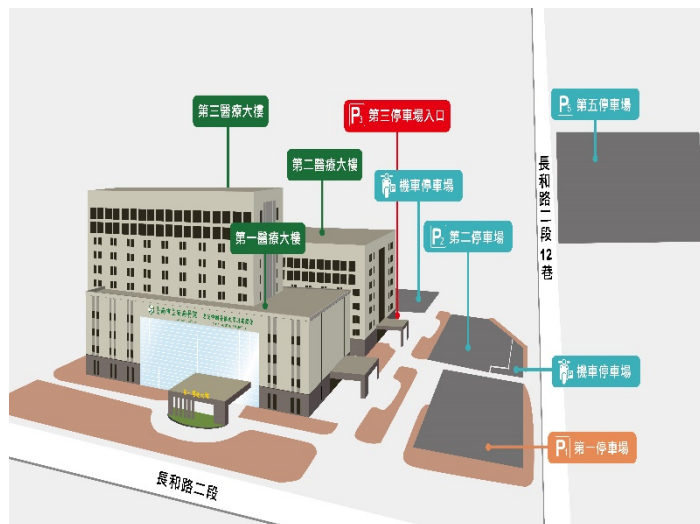 第三醫療大樓
P3 第三停車場入口
P5 第五停車場
第二醫療大樓
機車停車場
第一醫療大樓
P2 第二停車場
長和路二段12巷
機車停車場
P1 第一停車場
長和路二段